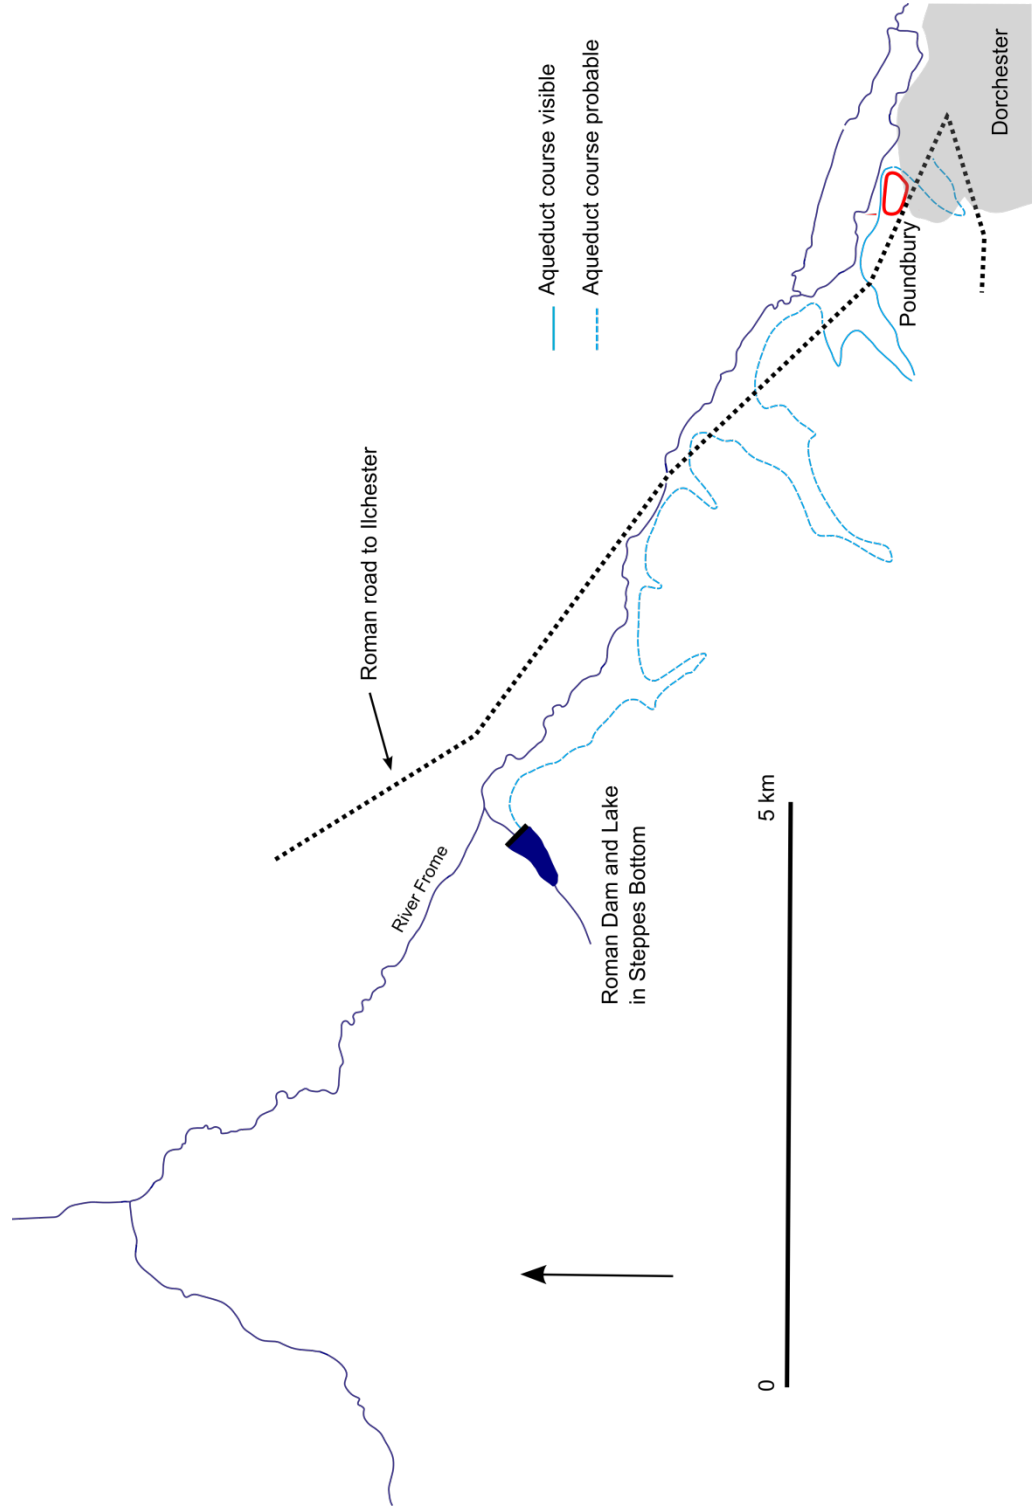 Roman road to Ilchester
Aqueduct course visible
Aqueduct course probable
River Frome
Roman Dam and Lake
in Steppes Bottom
Poundbury
Dorchester
0
5 km